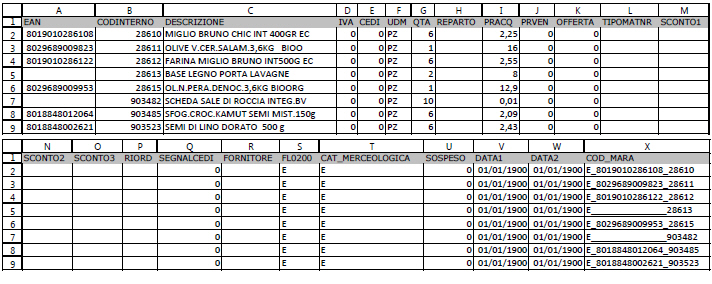 A B C D E F G H I J K L M
1 EAN CODINTERNO DESCRIZIONE IVA CEDI UDM QTA REPARTO PRACQ PRVEN OFFERTA TIPOMATNR SCONTO1
2 8019010286108 28610 MIGLIO BRUNO CHIC INT 400GR EC 0 0 PZ 6 2,25 0 0
3 8029689009823 28611 OLIVE V.CER.SALAM.3,6KG BIOO 0 0 PZ 1 16 0 0
4 8019010286122 28612 FARINA MIGLIO BRUNO INT500G EC 0 0 PZ 6 2,55 0 0
5 28613 BASE LEGNO PORTA LAVAGNE 0 0 PZ 2 8 0 0
6 8029689009953 28615 OL.N.PERA.DENOC.3,6KG BIOORG 0 0 PZ 1 12,9 0 0
7 903482 SCHEDA SALE DI ROCCIA INTEG.BV 0 0 PZ 10 0,01 0 0
8 8018848012064 903485 SFOG.CROC.KAMUT SEMI MIST.150g 0 0 PZ 6 2,09 0 0
9 8018848002621 903523 SEMI DI LINO DORATO 500 g 0 0 PZ 6 2,43 0 0
N O P Q R S T U V W X
1 SCONTO2 SCONTO3 RIORD SEGNALCEDI FORNITORE FL0200 CAT_MERCEOLOGICA SOSPESO DATA1 DATA2 COD_MARA
2 0 E E 0 01/01/1900 01/01/1900 E_8019010286108_28610
3 0 E E 0 01/01/1900 01/01/1900 E_8029689009823_28611
4 0 E E 0 01/01/1900 01/01/1900 E_8019010286122_28612
5 0 E E 0 01/01/1900 01/01/1900 E______________28613
6 0 E E 0 01/01/1900 01/01/1900 E_8029689009953_28615
7 0 E E 0 01/01/1900 01/01/1900 E______________903482
8 0 E E 0 01/01/1900 01/01/1900 E_8018848012064_903485
9 0 E E 0 01/01/1900 01/01/1900 E_8018848002621_903523